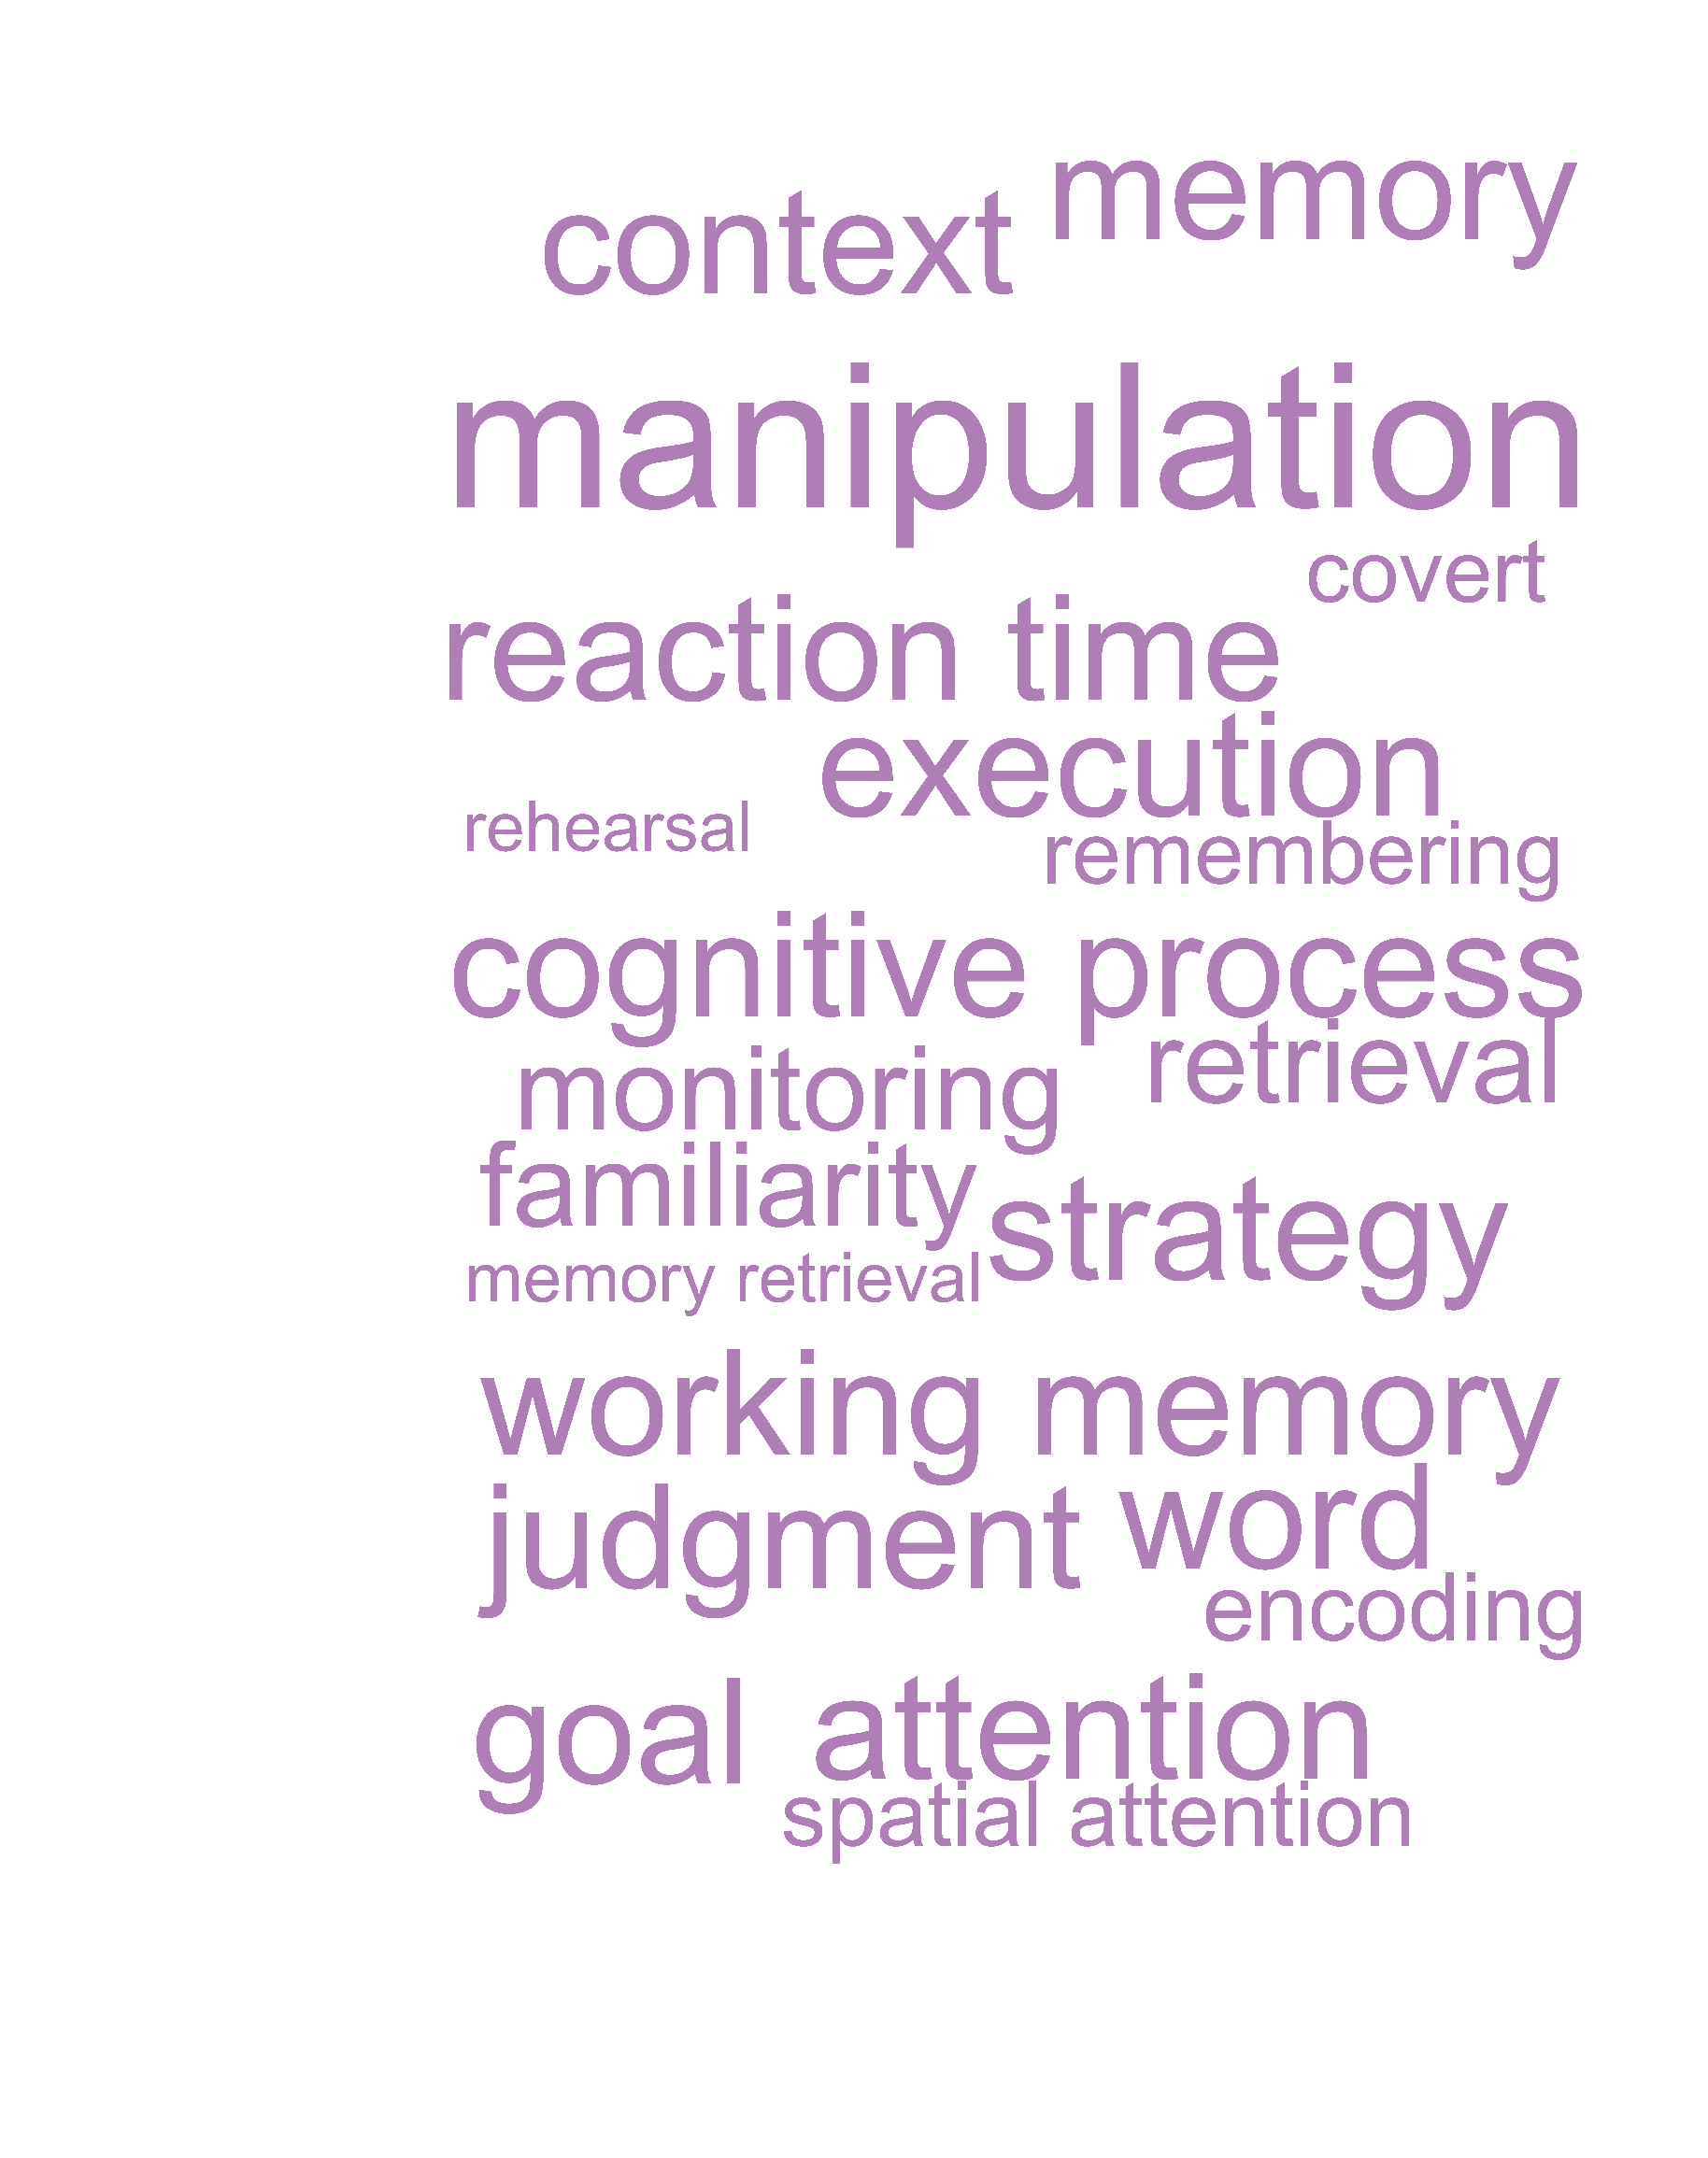 context memory
manipulation
covert
reaction time
execution
rehearsal
remembering
cognitive process
retrieval
monitoring
familiarity
strategy
memory retrieval
working memory
judgment word
encoding
goal attention
spatial attention